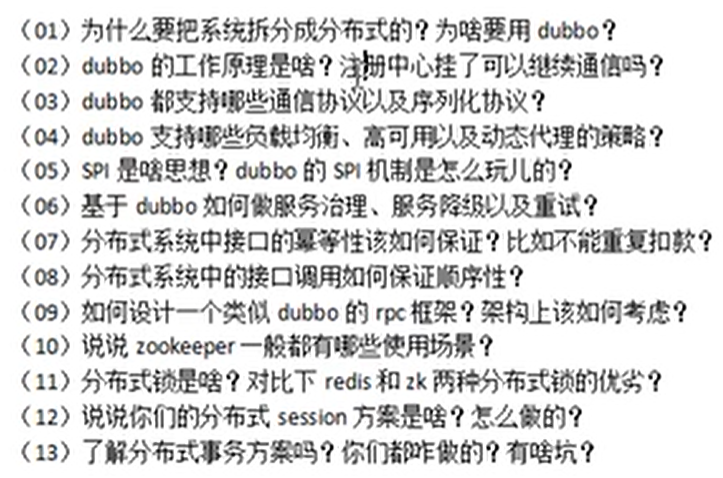 （01）为什么要把系统拆分成分布式的？为啥要用 dubbo？
（02）dubbo 的工作原理是啥？注册中心挂了可以继续通信吗？
（03）dubbo 都支持哪些通信协议以及序列化协议？
（04）dubbo 支持哪些负载均衡、高可用以及动态代理的策略？
（05）SPI 是啥思想？dubbo 的 SPI 机制是怎么玩儿的？
（06）基于 dubbo 如何做服务治理、服务降级以及重试？
（07）分布式系统中接口的幂等性该如何保证？比如不能重复扣款？
（08）分布式系统中的接口调用如何保证顺序性？
（09）如何设计一个类似 dubbo 的 rpc 框架？架构上该如何考虑？
（10）说说 zookeeper 一般都有哪些使用场景？
（11）分布式锁是啥？对比下 redis 和 zk 两种分布式锁的优劣？
（12）说说你们的分布式 session 方案是啥？怎么做的？
（13）了解分布式事务方案吗？你们都咋做的？有啥坑？